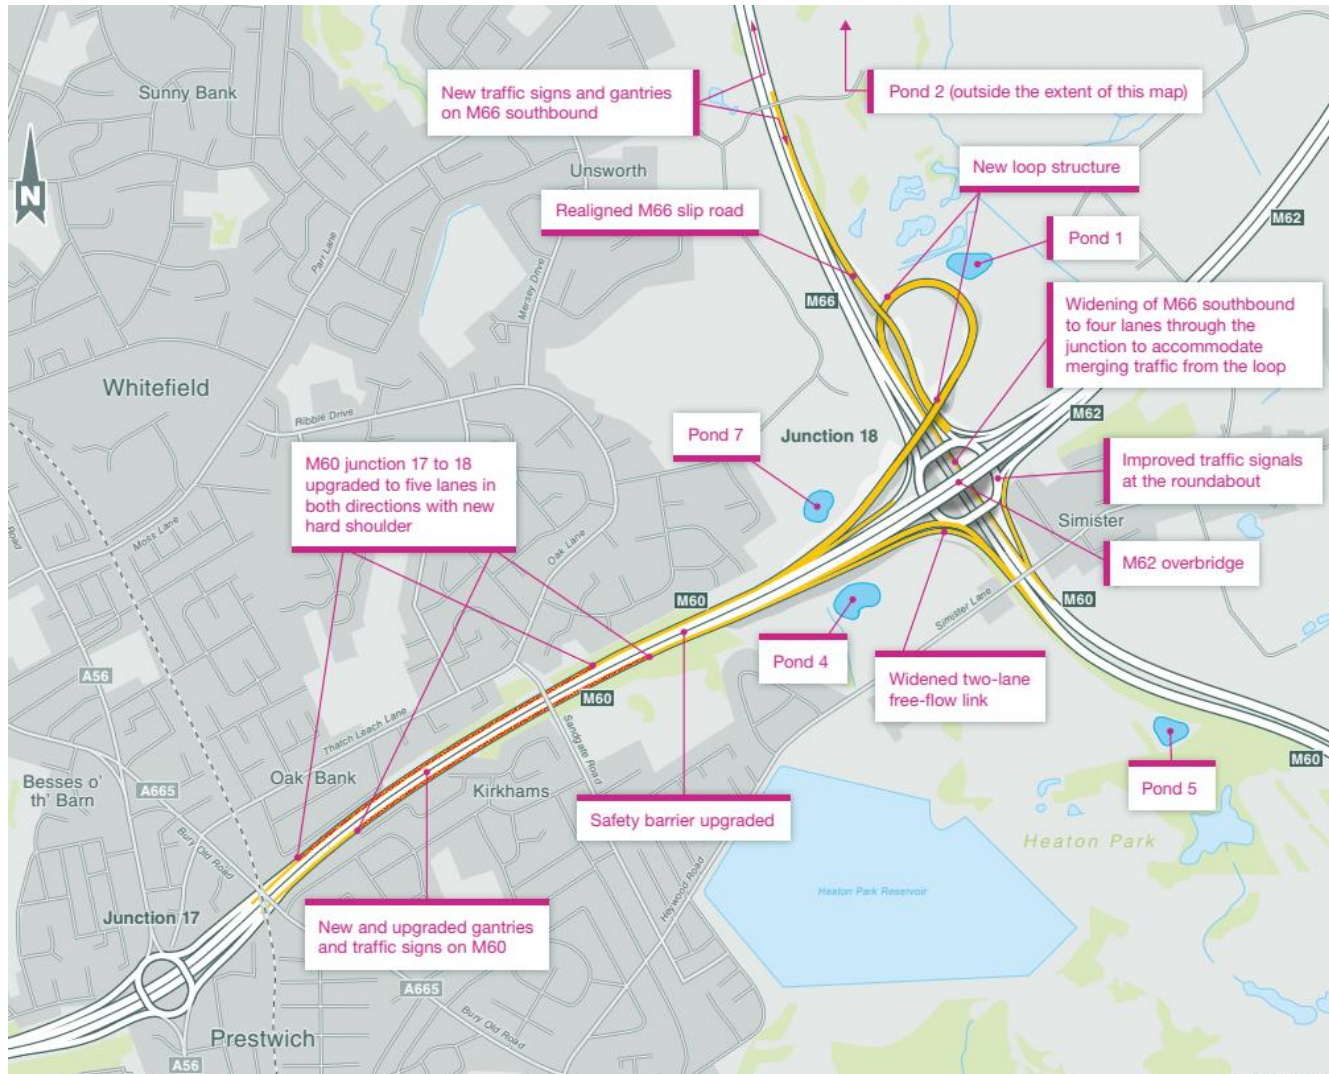 Sunny Bank
New traffic signs and gantries
on M66 southbound
Pond 2 (outside the extent of this map)
N
Unsworth
New loop structure
Realigned M66 slip road
M62
Pond 1
Parr Lane
Mersey Drive
M66
Widening of M66 southbound
to four lanes through the
junction to accommodate
merging traffic from the loop
Whitefield
Ribble Drive
M62
Pond 7
Junction 18
M60 junction 17 to 18
upgraded to five lanes in
both directions with new
hard shoulder
Improved traffic signals
at the roundabout
Simister
Moss Lane
Oak Lane
M62 overbridge
M60
M60
Simister Lane
Pond 4
Widened two-lane
free-flow link
A56
Road
M60
Thatch Leach Lane
Sandgate Road
M60
Besses o'
th' Barn
A665
Oak Bank
Kirkhams
Pond 5
Safety barrier upgraded
Heaton Park
Bury Old Road
Heywood Road
Heaton Park Reservoir
Junction 17
New and upgraded gantries
and traffic signs on M60
A665
Bury Old Road
Prestwich
A56